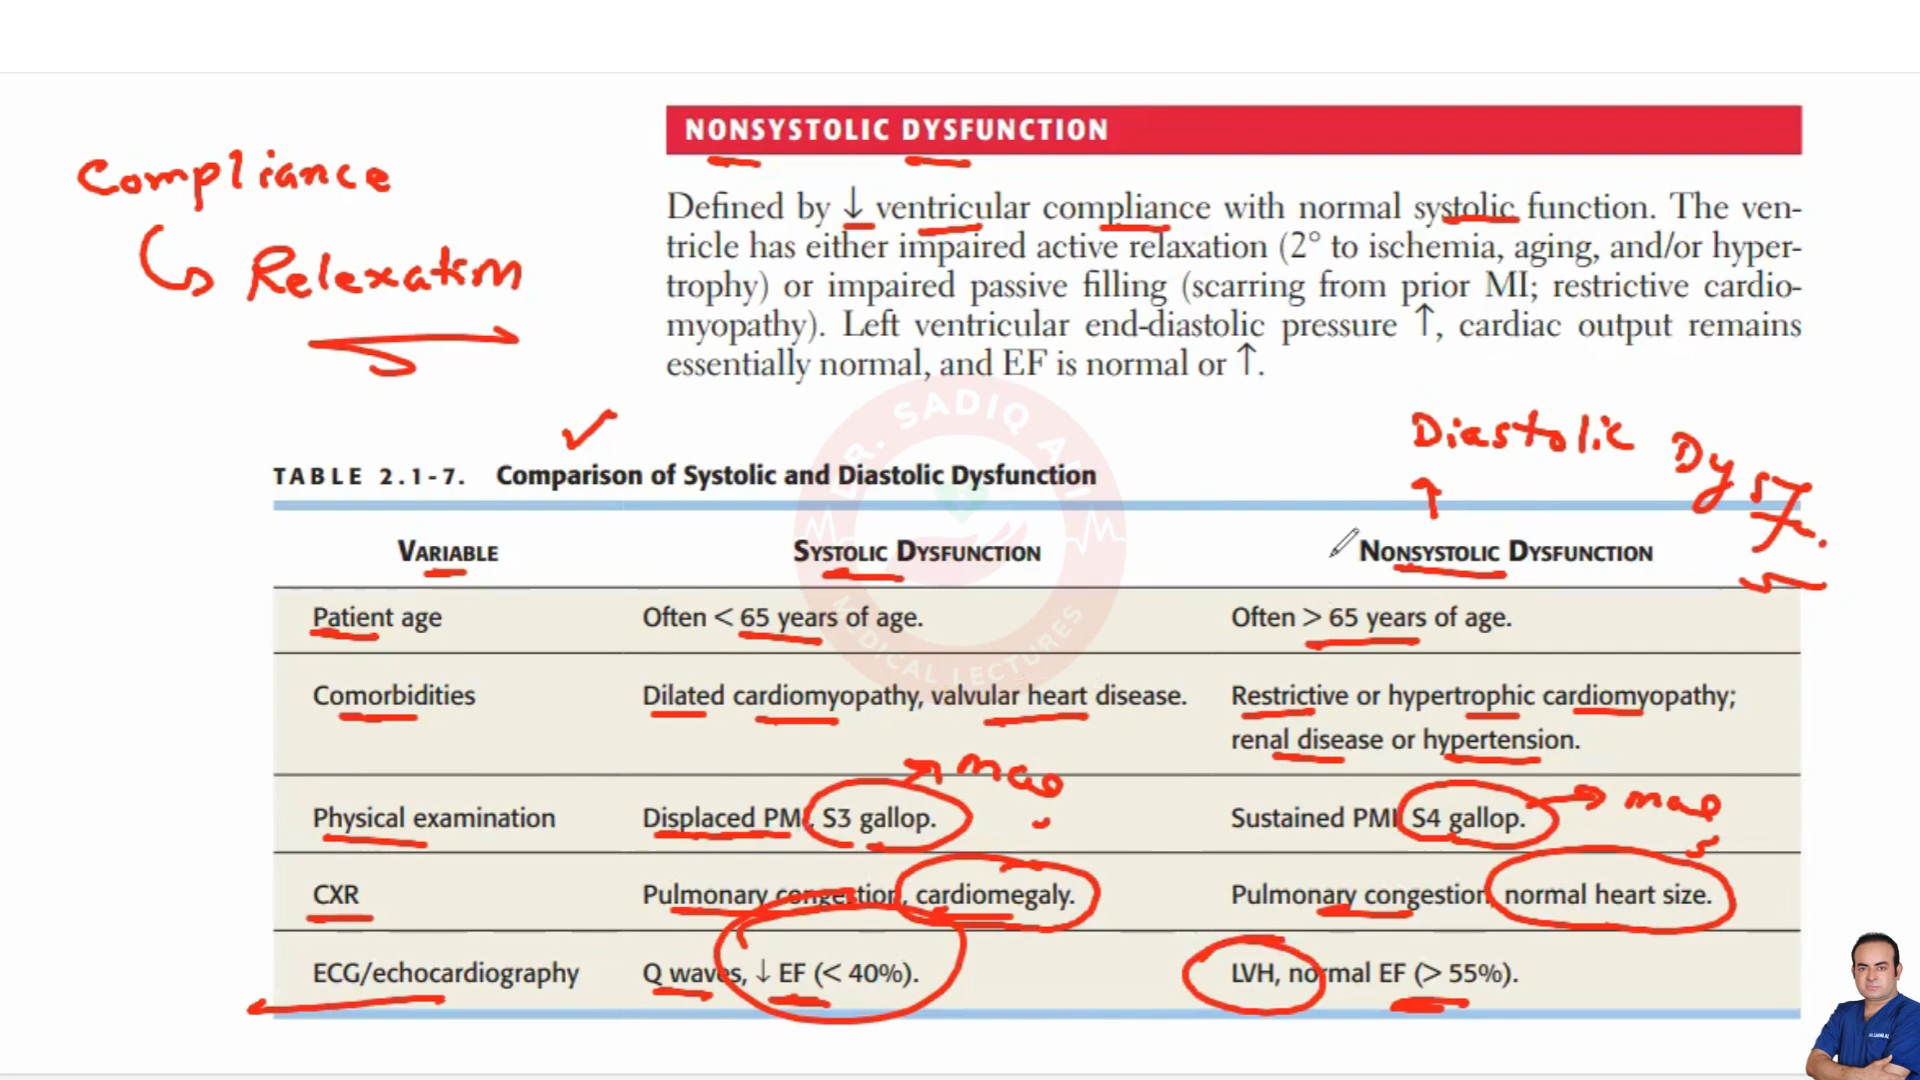 NONSYSTOLIC DYSFUNCTION
Compliance
Defined by ↓ ventricular compliance with normal systolic function. The ven-
tricle has either impaired active relaxation (2° to ischemia, aging, and/or hyper-
Relexation
trophy) or impaired passive filling (scarring from prior MI; restrictive cardio-
myopathy). Left ventricular end-diastolic pressure ↑, cardiac output remains
essentially normal, and EF is normal or ↑.
DR. SADIQ ALI
MEDICAL LECTURES
Diastolic Dysf.
TABLE 2.1-7. Comparison of Systolic and Diastolic Dysfunction
VARIABLE SYSTOLIC DYSFUNCTION NONSYSTOLIC DYSFUNCTION
Patient age Often < 65 years of age. Often > 65 years of age.
Comorbidities Dilated cardiomyopathy, valvular heart disease. Restrictive or hypertrophic cardiomyopathy;
renal disease or hypertension.
Physical examination Displaced PMI, S3 gallop. Sustained PMI, S4 gallop.
CXR Pulmonary congestion, cardiomegaly. Pulmonary congestion, normal heart size.
ECG/echocardiography Q waves, ↓ EF (< 40%). LVH, normal EF (> 55%).